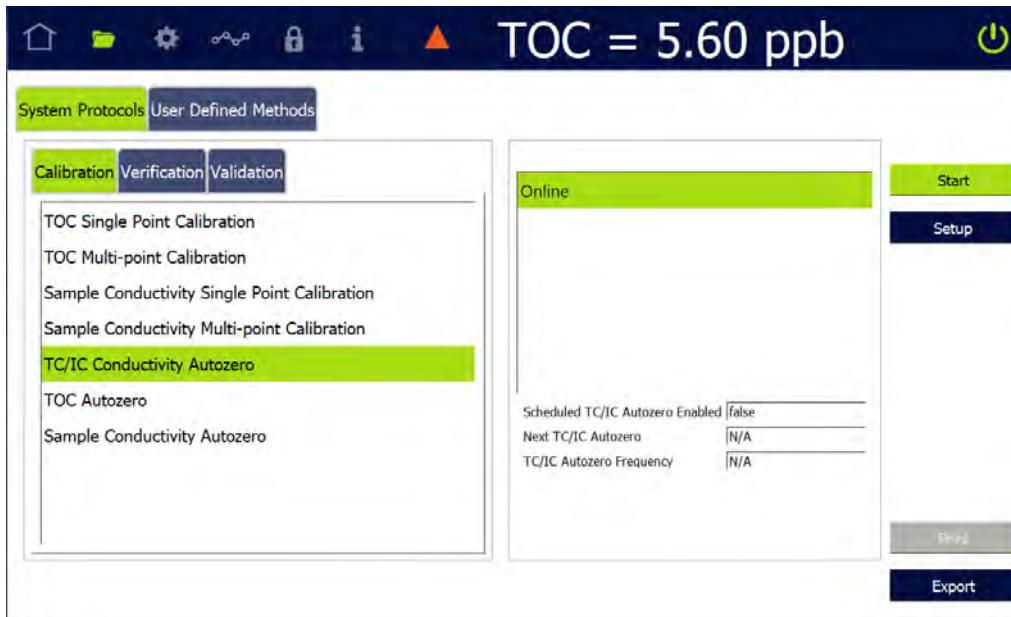 TOC = 5.60 ppb
System Protocols User Defined Methods
Calibration Verification Validation
TOC Single Point Calibration
TOC Multi-point Calibration
Sample Conductivity Single Point Calibration
Sample Conductivity Multi-point Calibration
TC/IC Conductivity Autozero
TOC Autozero
Sample Conductivity Autozero
Online
Scheduled TC/IC Autozero Enabled false
Next TC/IC Autozero N/A
TC/IC Autozero Frequency N/A
Start
Setup
Print
Export